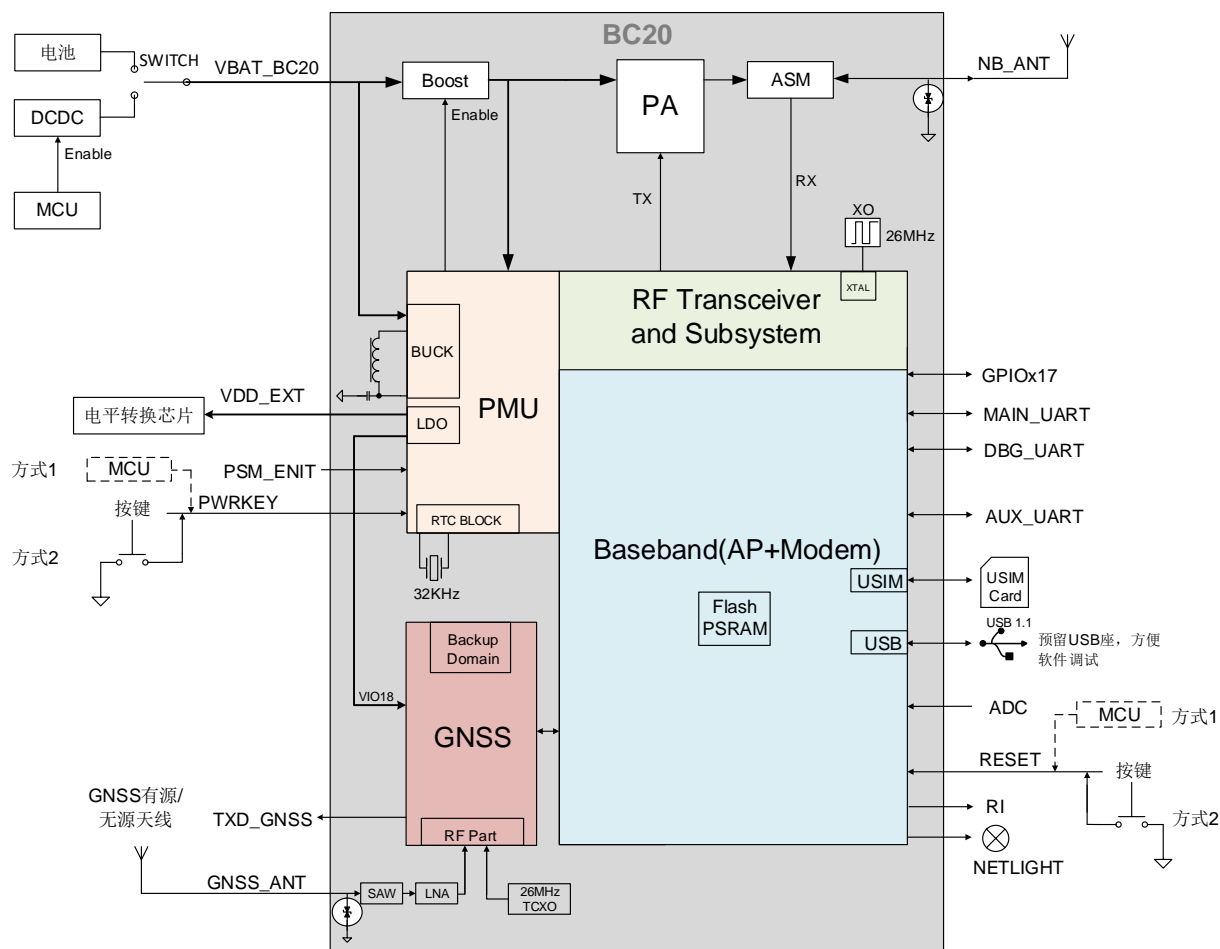 BC20
电池
SWITCH
VBAT_BC20
DCDC
Enable
MCU
Boost
Enable
PA
ASM
NB_ANT
TX
RX
XO
26MHz
XTAL
RF Transceiver
and Subsystem
BUCK
PMU
LDO
RTC BLOCK
32KHz
VDD_EXT
电平转换芯片
PSM_ENIT
方式1
MCU
PWRKEY
按键
方式2
Baseband(AP+Modem)
Flash
PSRAM
USIM
USB
GPIOx17
MAIN_UART
DBG_UART
AUX_UART
USIM
Card
USB 1.1
预留USB座，方便
软件调试
ADC
MCU
方式1
RESET
按键
方式2
RI
NETLIGHT
Backup
Domain
VIO18
GNSS
RF Part
TXD_GNSS
GNSS有源/
无源天线
GNSS_ANT
SAW
LNA
26MHz
TCXO